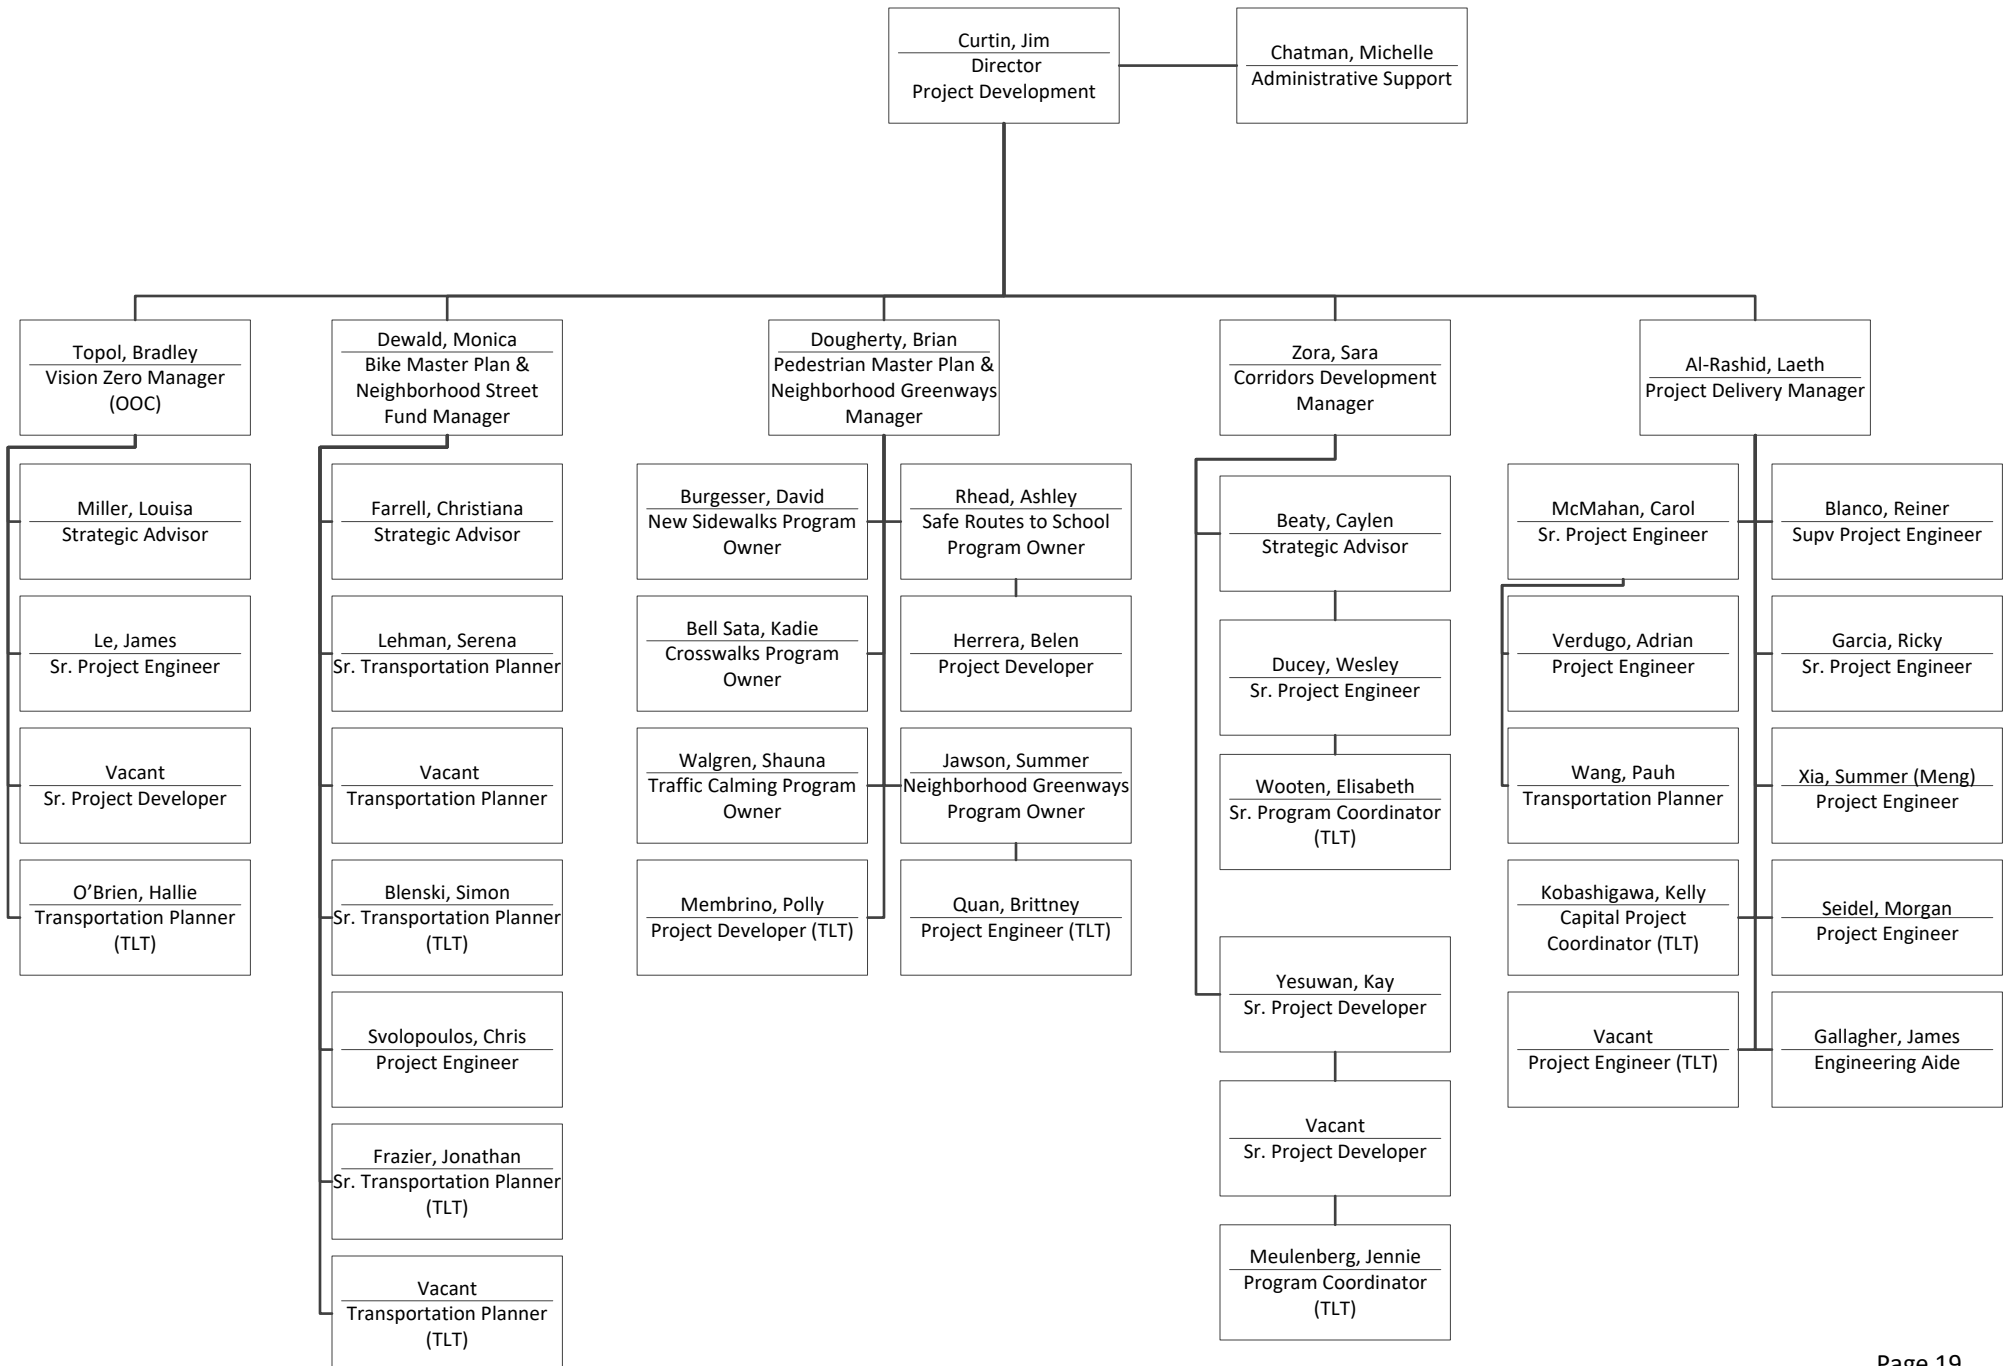 Curtin, Jim
Director
Project Development
Chatman, Michelle
Administrative Support
Topol, Bradley
Vision Zero Manager
(OOC)
Dewald, Monica
Bike Master Plan &
Neighborhood Street
Fund Manager
Dougherty, Brian
Pedestrian Master Plan &
Neighborhood Greenways
Manager
Zora, Sara
Corridors Development
Manager
Al-Rashid, Laeth
Project Delivery Manager
Miller, Louisa
Strategic Advisor
Le, James
Sr. Project Engineer
Vacant
Sr. Project Developer
O’Brien, Hallie
Transportation Planner
(TLT)
Farrell, Christiana
Strategic Advisor
Lehman, Serena
Sr. Transportation Planner
Vacant
Transportation Planner
Blenski, Simon
Sr. Transportation Planner
(TLT)
Svolopoulos, Chris
Project Engineer
Frazier, Jonathan
Sr. Transportation Planner
(TLT)
Vacant
Transportation Planner
(TLT)
Burgesser, David
New Sidewalks Program
Owner
Bell Sata, Kadie
Crosswalks Program
Owner
Walgren, Shauna
Traffic Calming Program
Owner
Membrino, Polly
Project Developer (TLT)
Rhead, Ashley
Safe Routes to School
Program Owner
Herrera, Belen
Project Developer
Jawson, Summer
Neighborhood Greenways
Program Owner
Quan, Brittney
Project Engineer (TLT)
Beaty, Caylen
Strategic Advisor
Ducey, Wesley
Sr. Project Engineer
Wooten, Elisabeth
Sr. Program Coordinator
(TLT)
Yesuwan, Kay
Sr. Project Developer
Vacant
Sr. Project Developer
Meulenberg, Jennie
Program Coordinator
(TLT)
McMahan, Carol
Sr. Project Engineer
Verdugo, Adrian
Project Engineer
Wang, Pauh
Transportation Planner
Kobashigawa, Kelly
Capital Project
Coordinator (TLT)
Vacant
Project Engineer (TLT)
Blanco, Reiner
Supv Project Engineer
Garcia, Ricky
Sr. Project Engineer
Xia, Summer (Meng)
Project Engineer
Seidel, Morgan
Project Engineer
Gallagher, James
Engineering Aide
Page 19